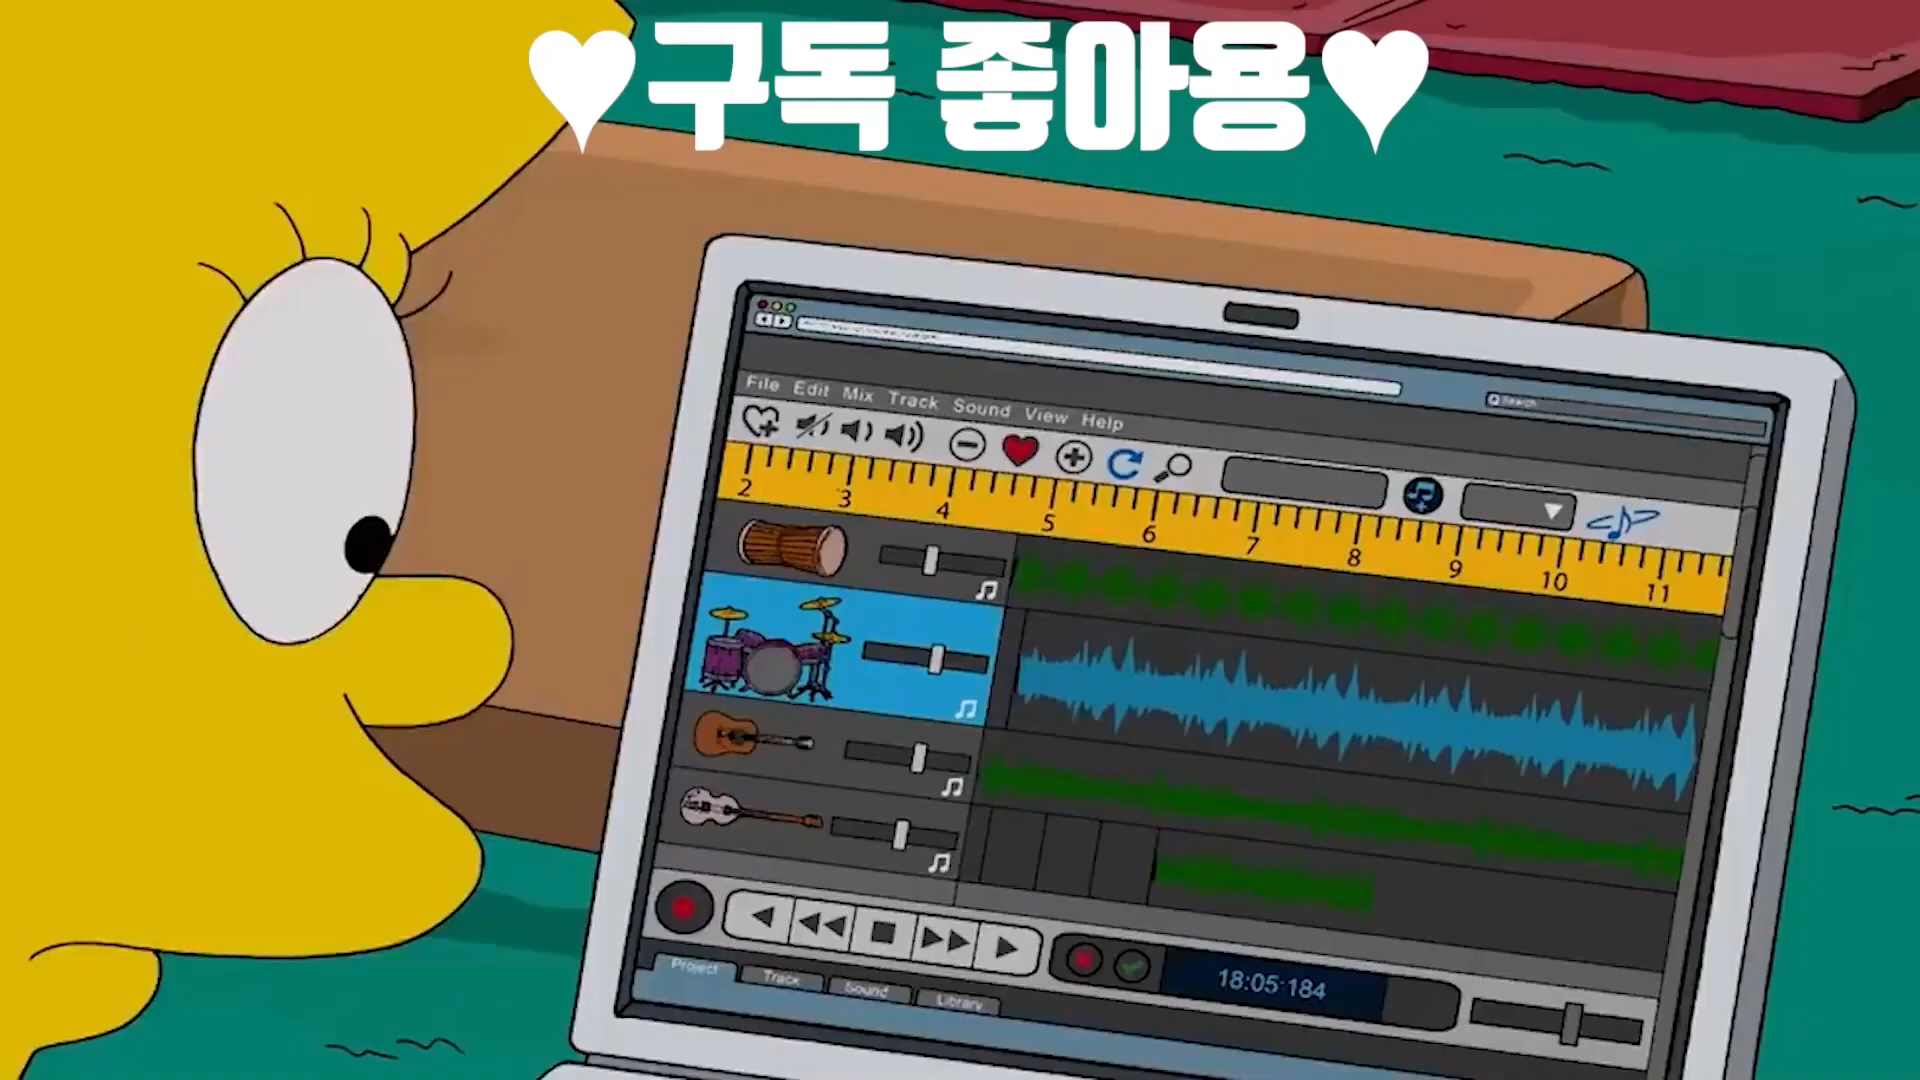 ♥구독 좋아용♥
Search
File Edit Mix Track Sound View Help
2 3 4 5 6 7 8 9 10 11
18:05:184
Project Track Sound Library